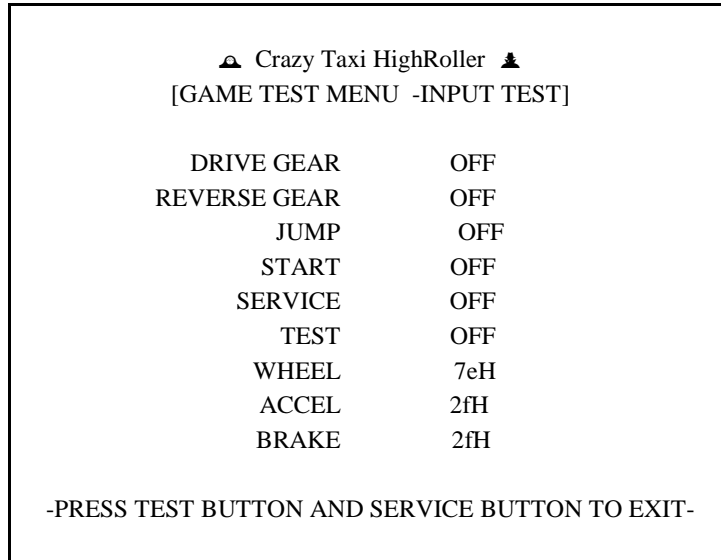 Crazy Taxi HighRoller
[GAME TEST MENU -INPUT TEST]
DRIVE GEAR OFF
REVERSE GEAR OFF
JUMP OFF
START OFF
SERVICE OFF
TEST OFF
WHEEL 7eH
ACCEL 2fH
BRAKE 2fH
-PRESS TEST BUTTON AND SERVICE BUTTON TO EXIT-